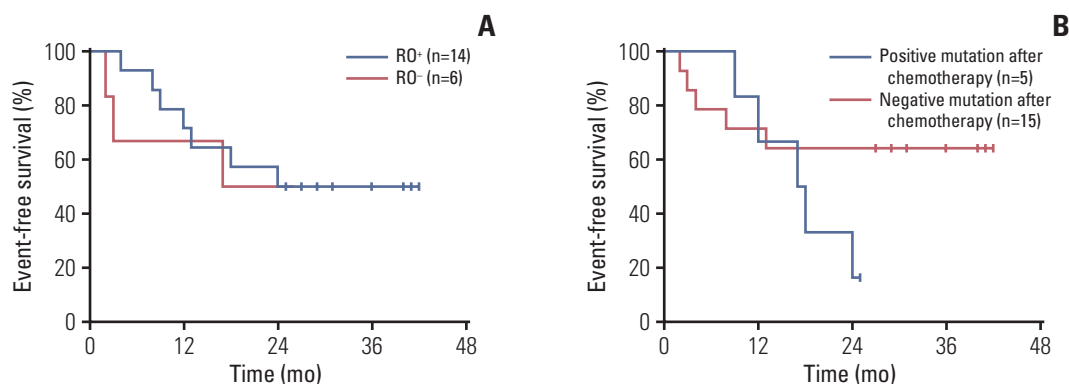 A
100
80
60
40
20
0
Event-free survival (%)
RO⁺ (n=14)
RO⁻ (n=6)
0 12 24 36 48
Time (mo)
B
100
80
60
40
20
0
Event-free survival (%)
Positive mutation after
chemotherapy (n=5)
Negative mutation after
chemotherapy (n=15)
0 12 24 36 48
Time (mo)